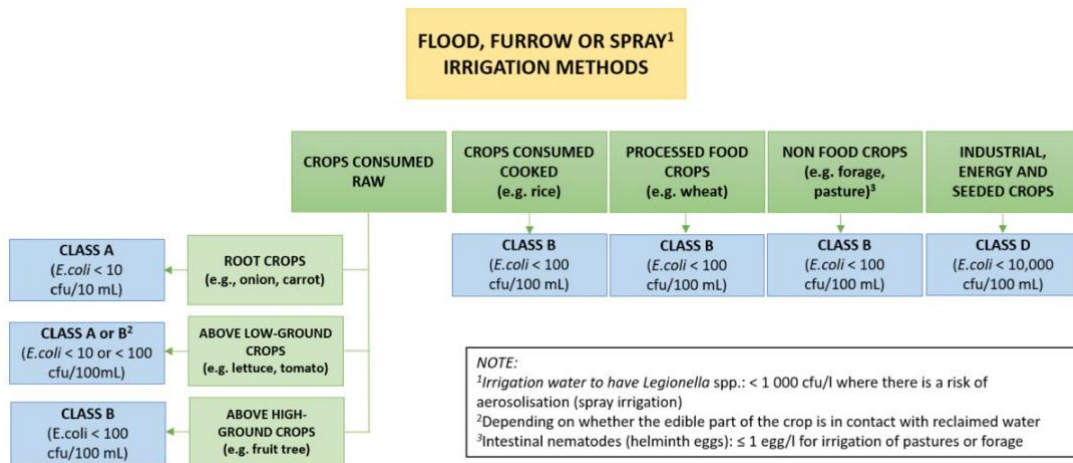 FLOOD, FURROW OR SPRAY¹
IRRIGATION METHODS
CROPS CONSUMED
RAW
CROPS CONSUMED
COOKED
(e.g. rice)
PROCESSED FOOD
CROPS
(e.g. wheat)
NON FOOD CROPS
(e.g. forage,
pasture)³
INDUSTRIAL,
ENERGY AND
SEEDED CROPS
CLASS B
(E.coli < 100
cfu/100 mL)
CLASS B
(E.coli < 100
cfu/100 mL)
CLASS B
(E.coli < 100
cfu/100 mL)
CLASS D
(E.coli < 10,000
cfu/100 mL)
CLASS A
(E.coli < 10
cfu/10 mL)
ROOT CROPS
(e.g., onion, carrot)
CLASS A or B²
(E.coli < 10 or < 100
cfu/100mL)
ABOVE LOW-GROUND
CROPS
(e.g. lettuce, tomato)
CLASS B
(E.coli < 100
cfu/100 mL)
ABOVE HIGH-
GROUND CROPS
(e.g. fruit tree)
NOTE:
¹Irrigation water to have Legionella spp.: < 1 000 cfu/l where there is a risk of
aerosolisation (spray irrigation)
²Depending on whether the edible part of the crop is in contact with reclaimed water
³Intestinal nematodes (helminth eggs): ≤ 1 egg/l for irrigation of pastures or forage